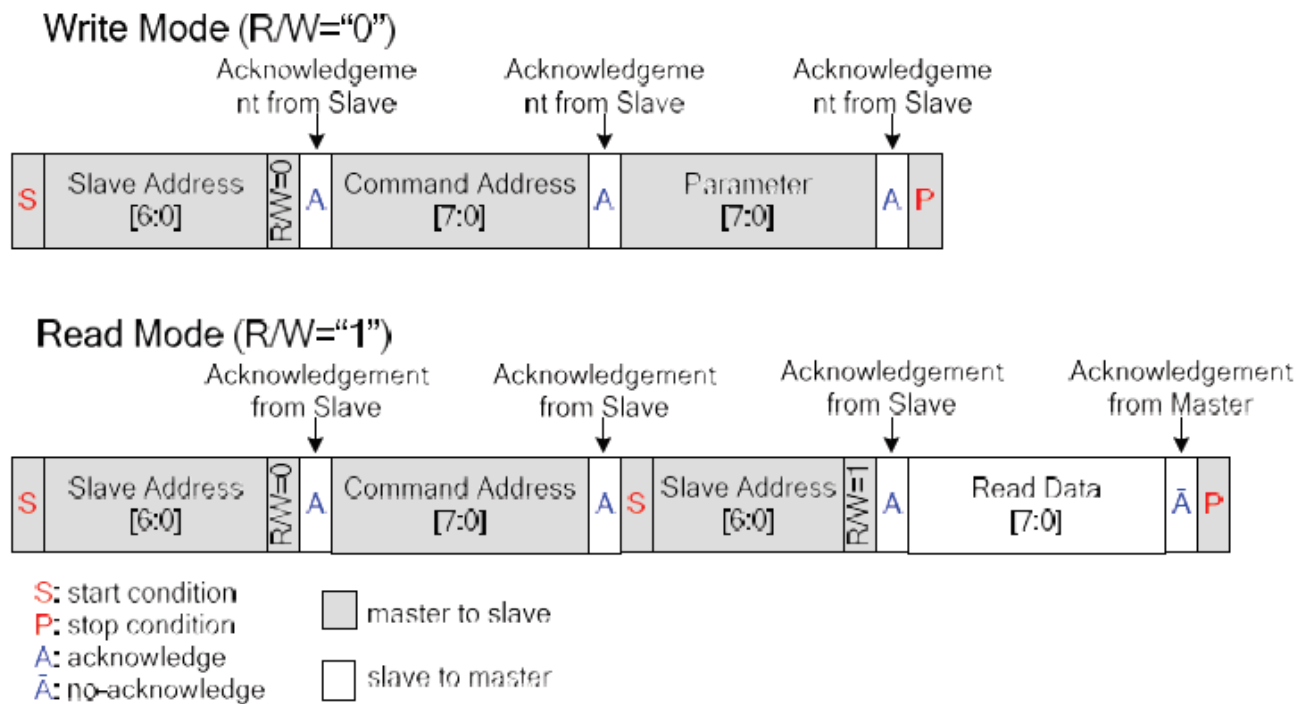 Write Mode (R/W=“0”)
Acknowledgeme Acknowledgeme Acknowledgeme
nt from Slave nt from Slave nt from Slave
S Slave Address R/W=0 A Command Address A Parameter A P
[6:0] [7:0] [7:0]
Read Mode (R/W=“1”)
Acknowledgement Acknowledgement Acknowledgement Acknowledgement
from Slave from Slave from Slave from Master
S Slave Address R/W=0 A Command Address A S Slave Address R/W=1 A Read Data Ā P
[6:0] [7:0] [6:0] [7:0]
S: start condition
P: stop condition
A: acknowledge
Ā: no-acknowledge
master to slave
slave to master